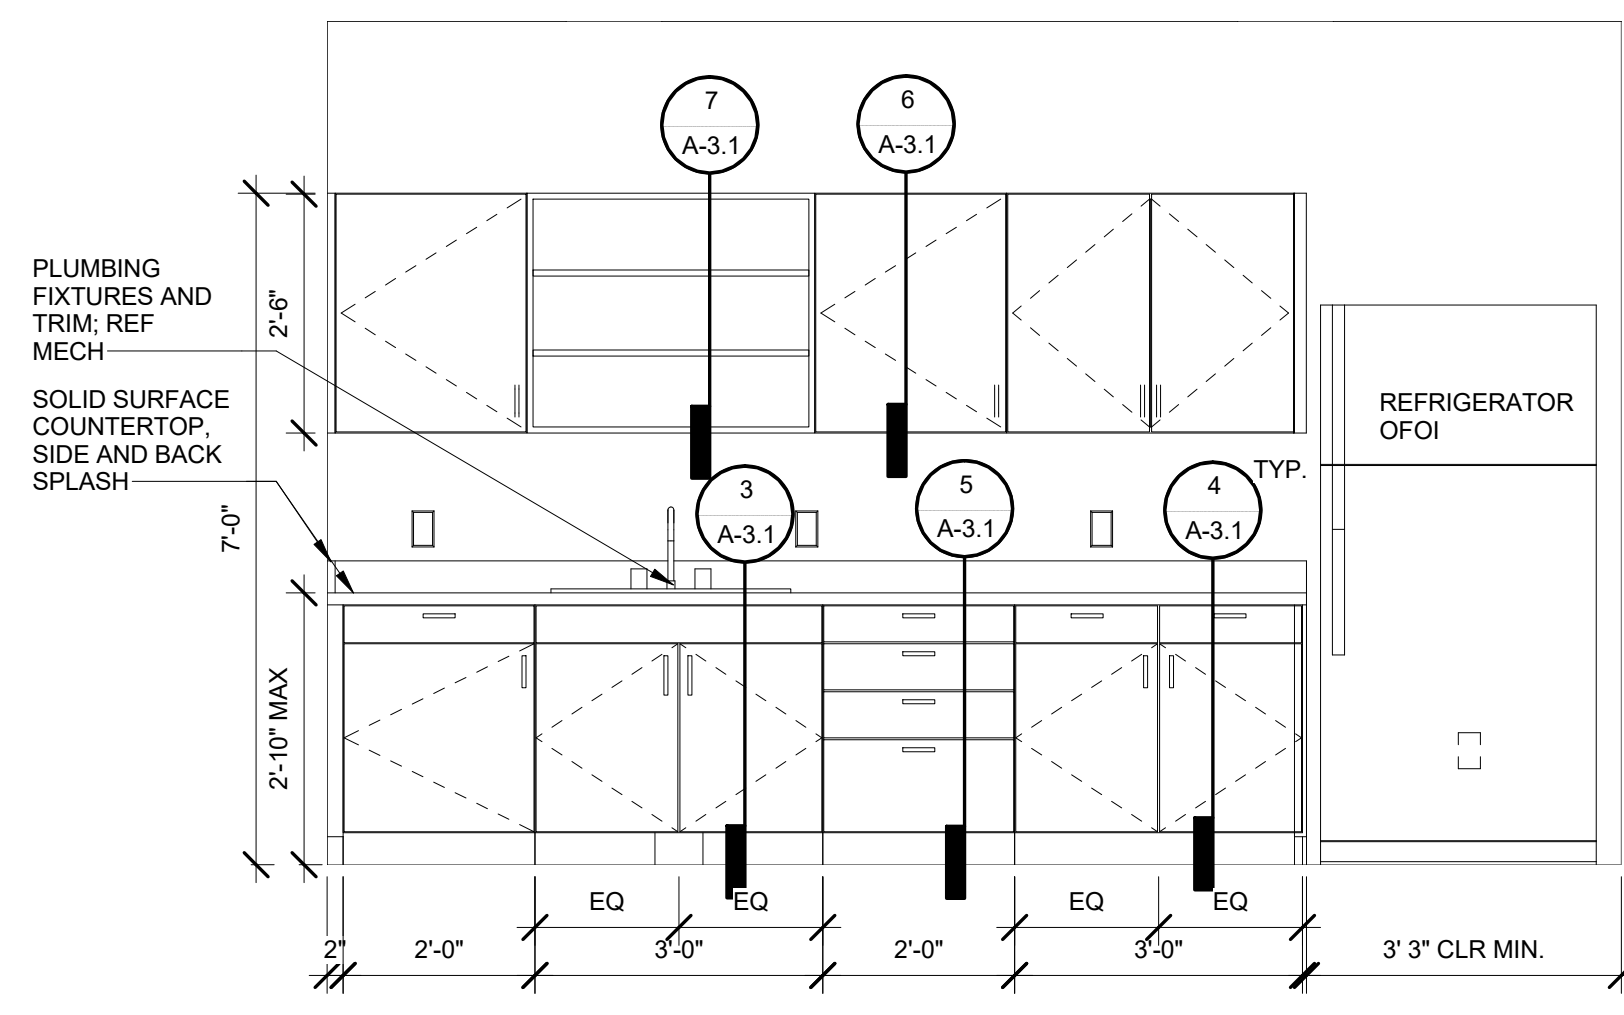 7
A-3.1
6
A-3.1
PLUMBING
FIXTURES AND
TRIM; REF
MECH
2'-6"
SOLID SURFACE
COUNTERTOP,
SIDE AND BACK
SPLASH
7'-0"
REFRIGERATOR
OFOI
TYP.
3
A-3.1
5
A-3.1
4
A-3.1
2'-10" MAX
EQ
EQ
EQ
EQ
2"
2'-0"
3'-0"
2'-0"
3'-0"
3' 3" CLR MIN.